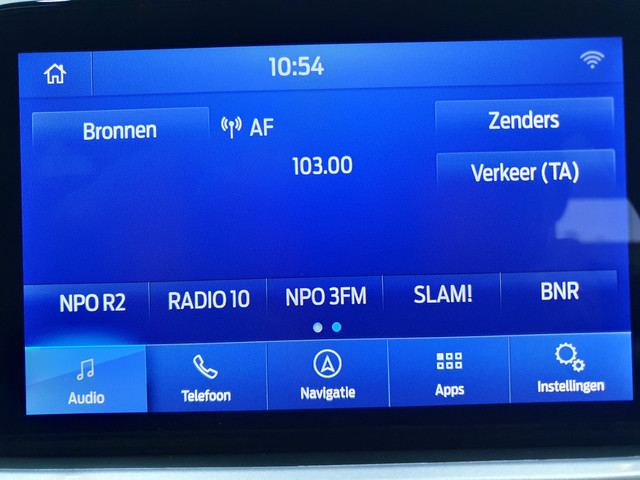 10:54
Bronnen
AF
Zenders
103.00
Verkeer (TA)
NPO R2 RADIO 10 NPO 3FM SLAM! BNR
Audio Telefoon Navigatie Apps Instellingen